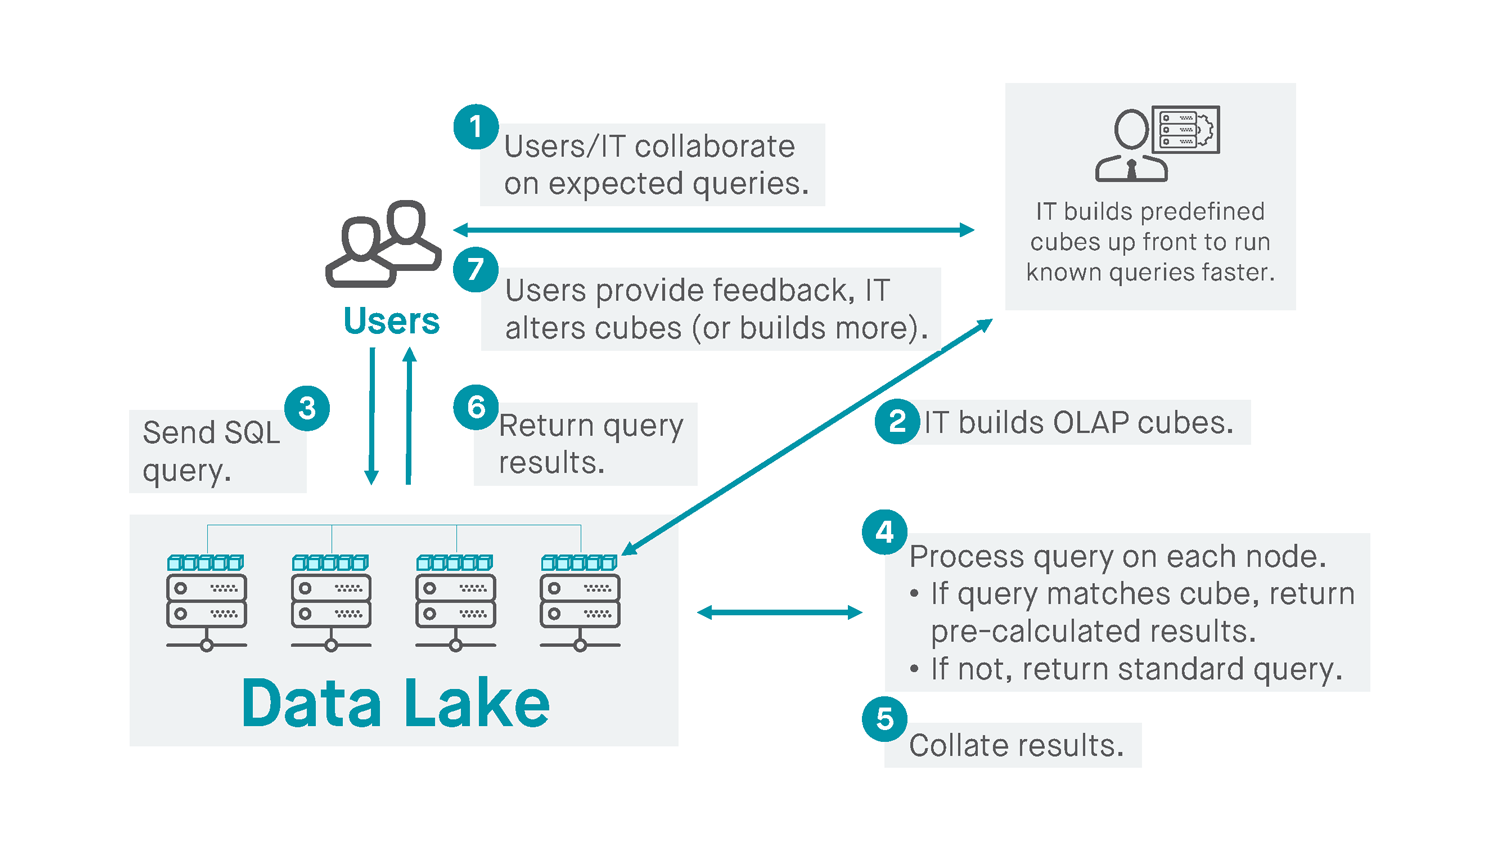 1
Users/IT collaborate
on expected queries.
IT builds predefined
cubes up front to run
known queries faster.
Users
7
Users provide feedback, IT
alters cubes (or builds more).
3
Send SQL
query.
6
Return query
results.
2
IT builds OLAP cubes.
Data Lake
4
Process query on each node.
• If query matches cube, return
pre-calculated results.
• If not, return standard query.
5
Collate results.